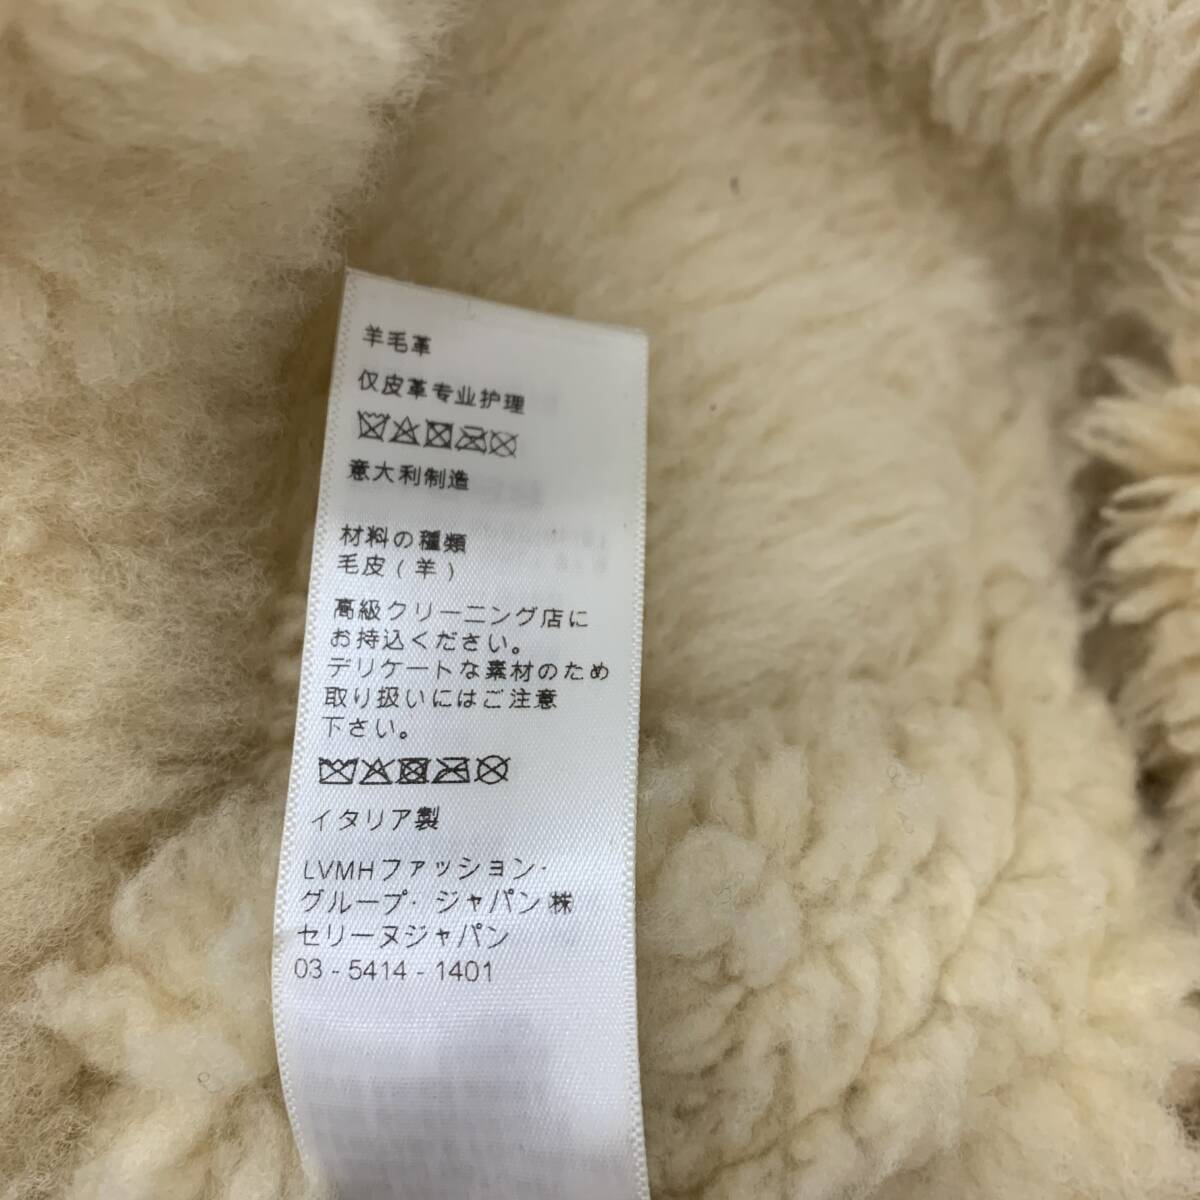 羊毛革
仅皮革专业护理
意大利制造
材料の種類
毛皮(羊)
高級クリーニング店に
お持込ください。
デリケートな素材のため
取り扱いにはご注意
下さい。
イタリア製
LVMHファッション・
グループ・ジャパン㈱
セリーヌジャパン
03-5414-1401